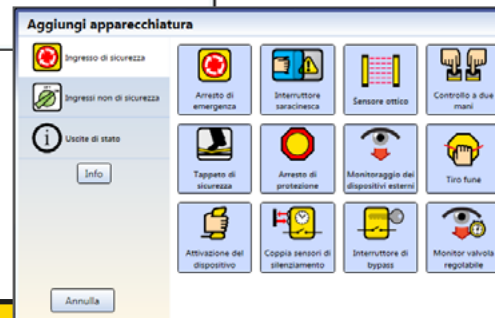 Aggiungi apparecchiatura
Ingresso di sicurezza
Ingressi non di sicurezza
Uscite di stato
Info
Annulla
Arresto di
emergenza
Interruttore
saracinesca
Sensore ottico
Controllo a due
mani
Tappeto di
sicurezza
Arresto di
protezione
Monitoraggio dei
dispositivi esterni
Tiro fune
Attivazione del
dispositivo
Coppia sensori di
silenziamento
Interruttore di
bypass
Monitor valvola
regolabile